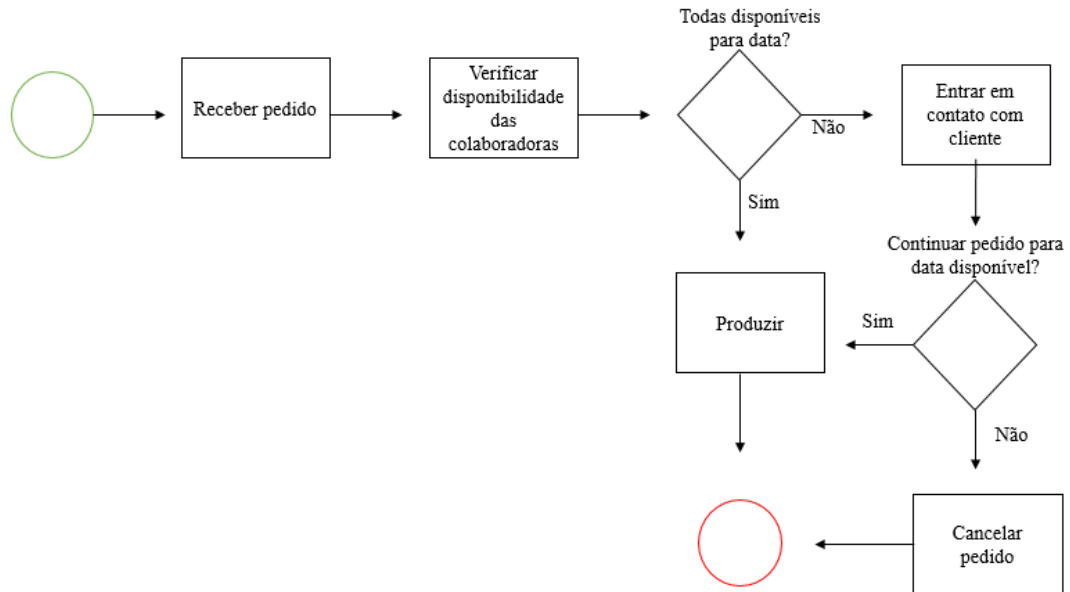 Todas disponíveis
para data?
Receber pedido
Verificar
disponibilidade
das
colaboradoras
Não
Entrar em
contato com
cliente
Sim
Continuar pedido para
data disponível?
Produzir
Sim
Não
Cancelar
pedido